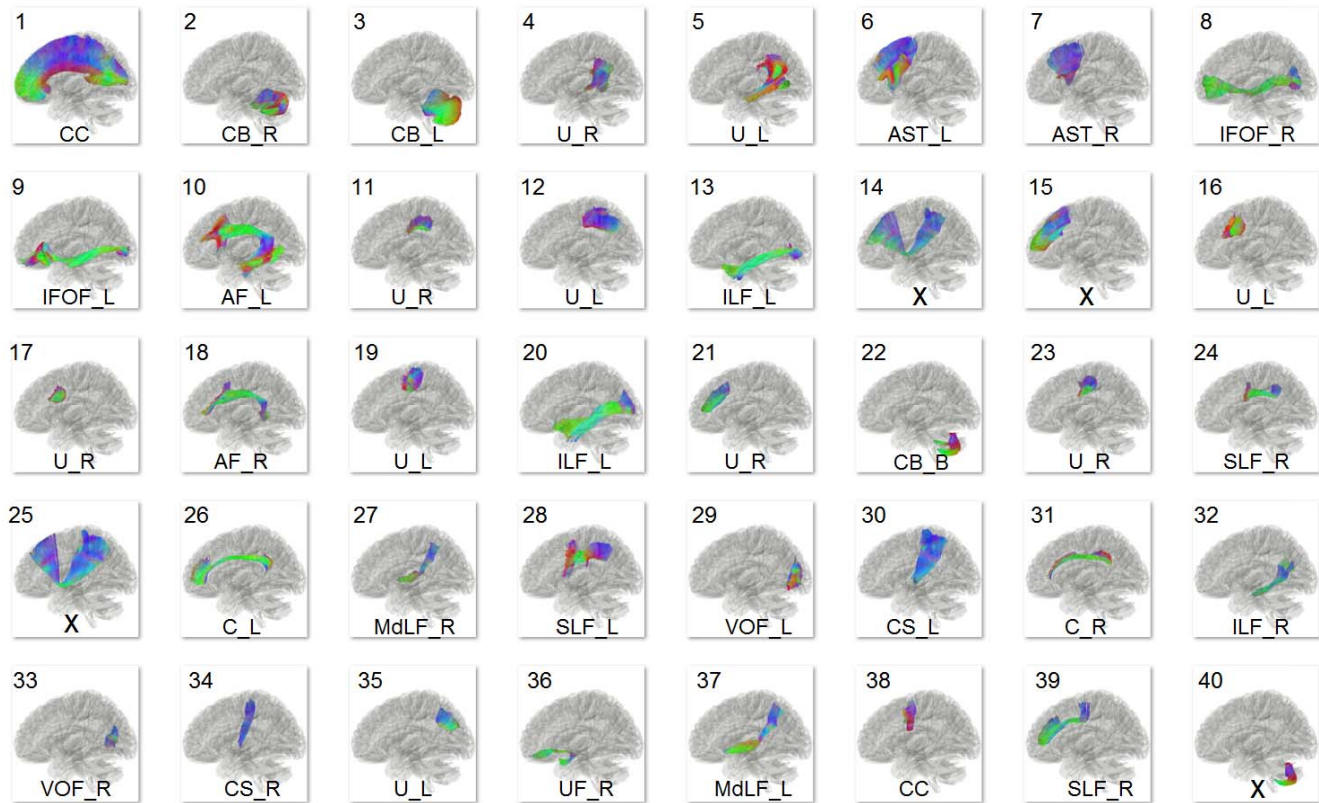 1 2 3 4 5 6 7 8
CC CB_R CB_L U_R U_L AST_L AST_R IFOF_R
9 10 11 12 13 14 15 16
IFOF_L AF_L U_R U_L ILF_L X X U_L
17 18 19 20 21 22 23 24
U_R AF_R U_L ILF_L U_R CB_B U_R SLF_R
25 26 27 28 29 30 31 32
X C_L MdLF_R SLF_L VOF_L CS_L C_R ILF_R
33 34 35 36 37 38 39 40
VOF_R CS_R U_L UF_R MdLF_L CC SLF_R X